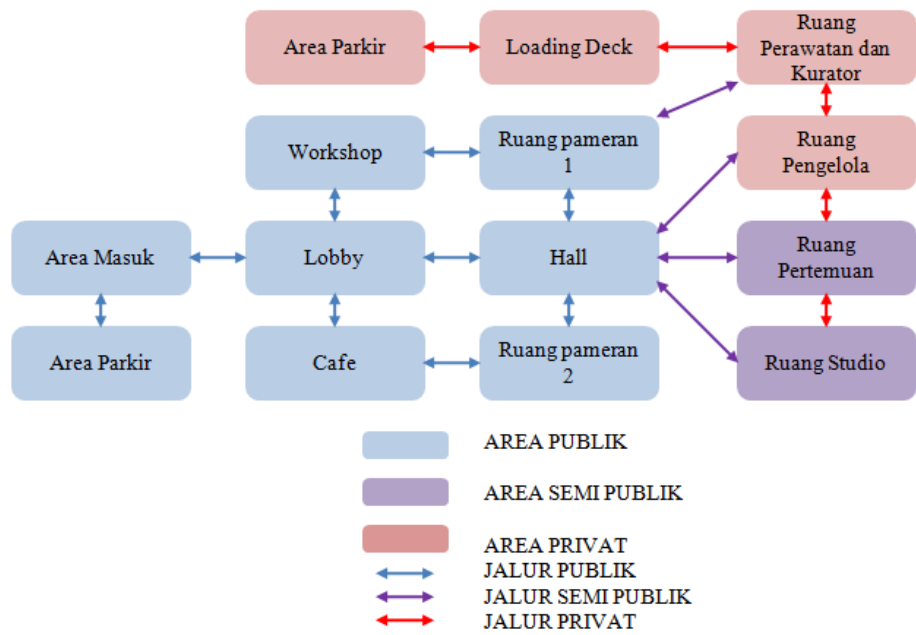 Area Parkir
Loading Deck
Ruang
Perawatan dan
Kurator
Workshop
Ruang pameran
1
Ruang
Pengelola
Area Masuk
Lobby
Hall
Ruang
Pertemuan
Area Parkir
Cafe
Ruang pameran
2
Ruang Studio
AREA PUBLIK
AREA SEMI PUBLIK
AREA PRIVAT
JALUR PUBLIK
JALUR SEMI PUBLIK
JALUR PRIVAT